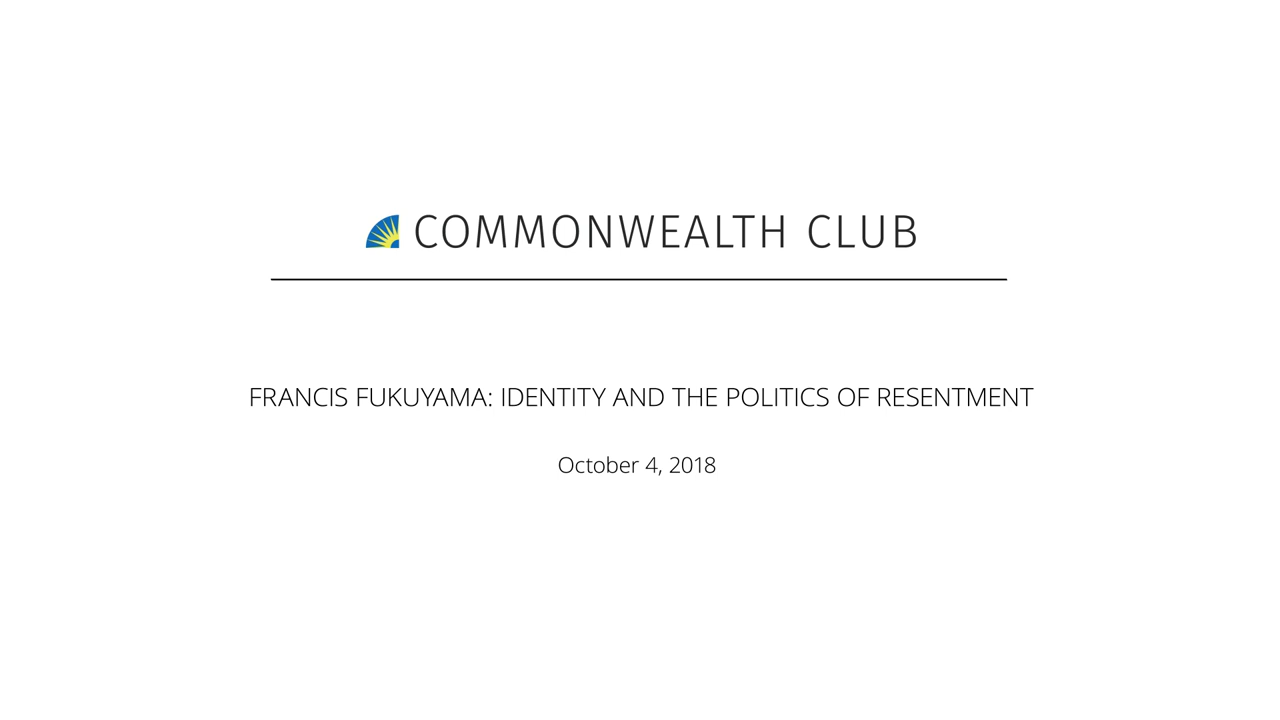 COMMONWEALTH CLUB
FRANCIS FUKUYAMA: IDENTITY AND THE POLITICS OF RESENTMENT
October 4, 2018